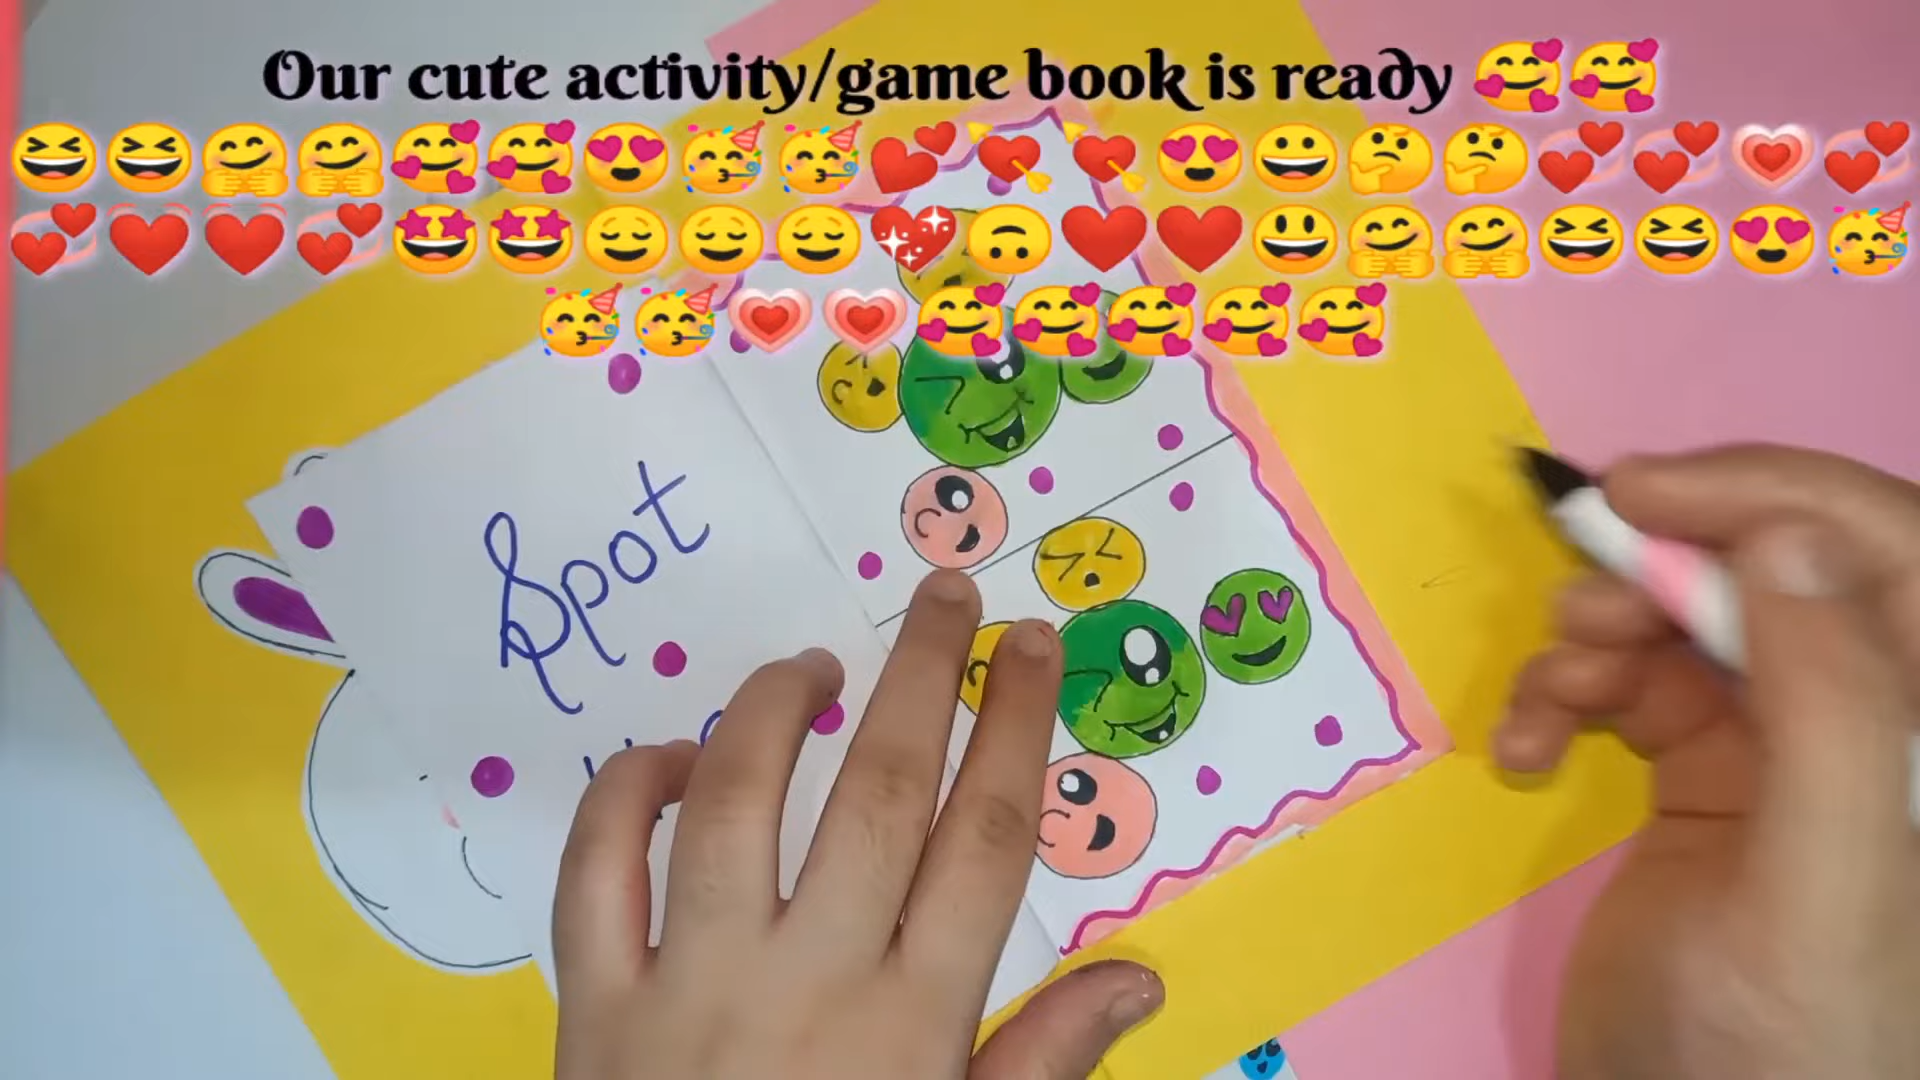 Our cute activity/game book is ready 🥰🥰
😆😆🤗🤗🥰🥰😍🥳🥳💕💘💘😍😀🤔🤔💞💞💗💞
💞❤️❤️💞🤩🤩😌😌😌💖🙃❤️❤️😃🤗🤗😆😆😍🥳
🥳🥳💗💗🥰🥰🥰🥰🥰
Spot